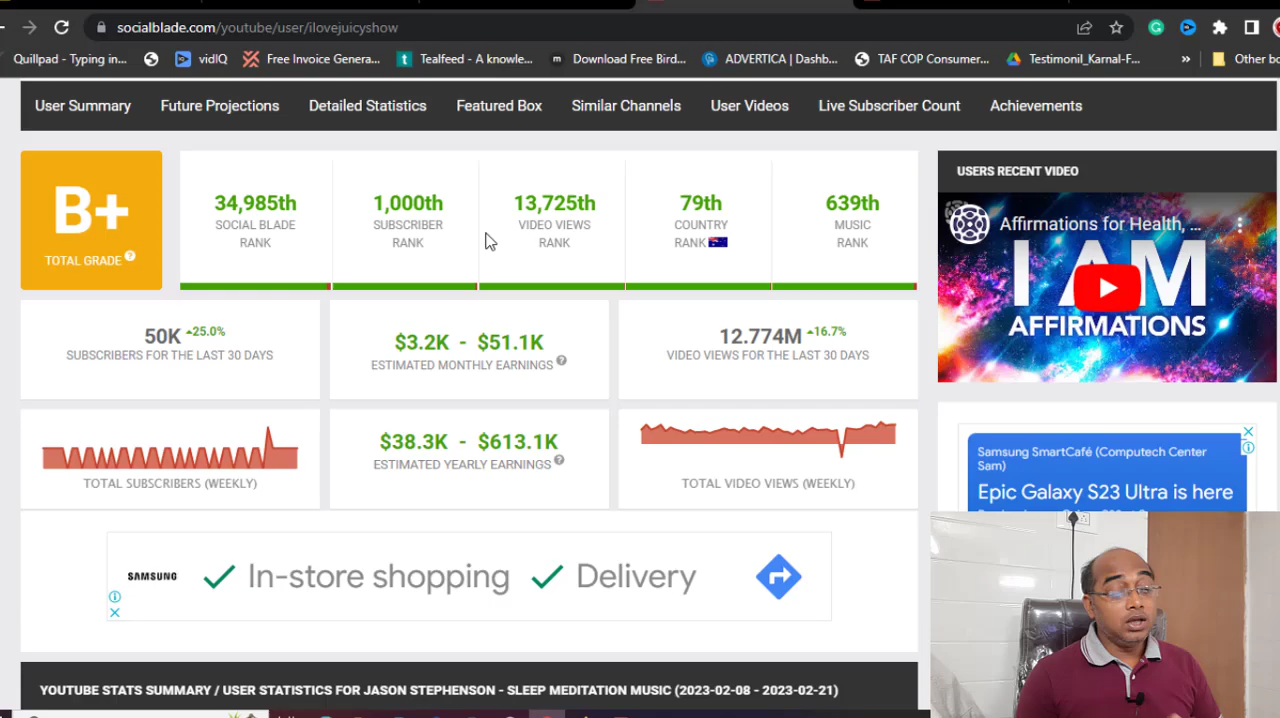 socialblade.com/youtube/user/ilovejuicyshow
Quillpad - Typing in... vidIQ Free Invoice Genera... Tealfeed - A knowle... Download Free Bird... ADVERTICA | Dashb... TAF COP Consumer... Testimonil_Karnal-F... » Other bo
User Summary Future Projections Detailed Statistics Featured Box Similar Channels User Videos Live Subscriber Count Achievements
B+
TOTAL GRADE ?
34,985th
SOCIAL BLADE
RANK
1,000th
SUBSCRIBER
RANK
13,725th
VIDEO VIEWS
RANK
79th
COUNTRY
RANK
639th
MUSIC
RANK
USERS RECENT VIDEO
Affirmations for Health, ...
I AM
AFFIRMATIONS
50K 25.0%
SUBSCRIBERS FOR THE LAST 30 DAYS
$3.2K - $51.1K
ESTIMATED MONTHLY EARNINGS ?
12.774M 16.7%
VIDEO VIEWS FOR THE LAST 30 DAYS
TOTAL SUBSCRIBERS (WEEKLY)
$38.3K - $613.1K
ESTIMATED YEARLY EARNINGS ?
TOTAL VIDEO VIEWS (WEEKLY)
Samsung SmartCafé (Computech Center
Sam)
Epic Galaxy S23 Ultra is here
SAMSUNG In-store shopping Delivery
YOUTUBE STATS SUMMARY / USER STATISTICS FOR JASON STEPHENSON - SLEEP MEDITATION MUSIC (2023-02-08 - 2023-02-21)